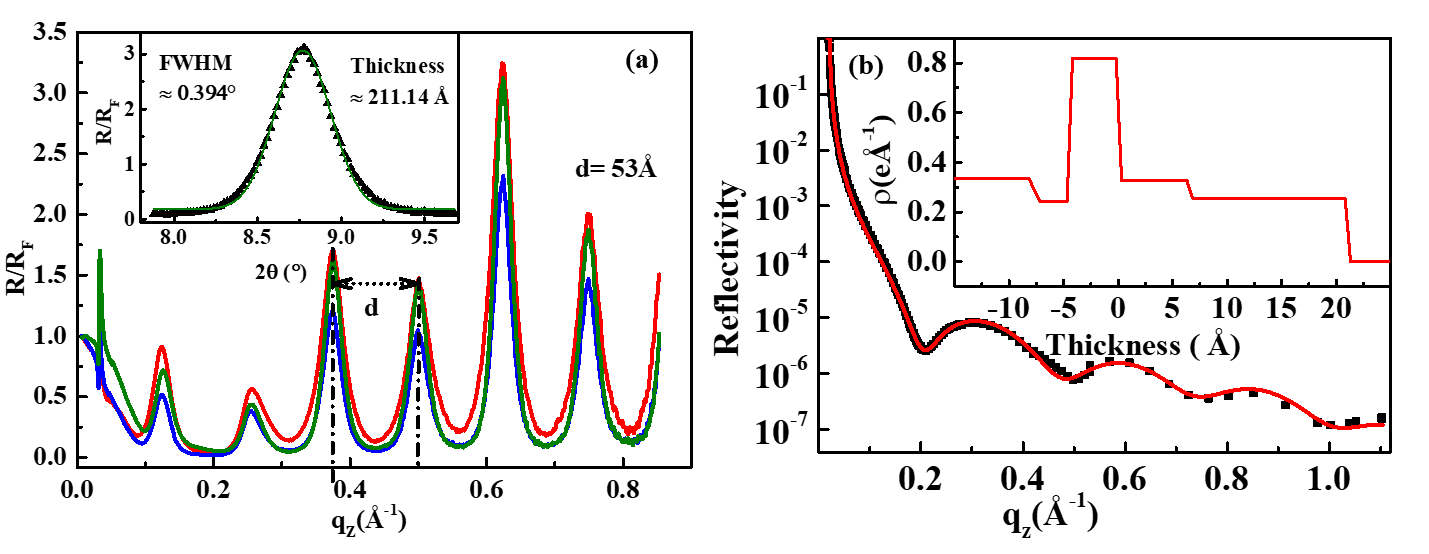 (a)
3.5
3.0
2.5
2.0
1.5
1.0
0.5
0.0
R/R_F
0.0 0.2 0.4 0.6 0.8
q_z(Å^-1)
d= 53Å
d
FWHM
≈ 0.394°
Thickness
≈ 211.14 Å
3
2
1
0
R/R_F
8.0 8.5 9.0 9.5
2θ (°)
(b)
10^-1
10^-2
10^-3
10^-4
10^-5
10^-6
10^-7
Reflectivity
0.2 0.4 0.6 0.8 1.0
q_z(Å^-1)
0.8
0.6
0.4
0.2
0.0
ρ(eÅ^-1)
-10 -5 0 5 10 15 20
Thickness ( Å)